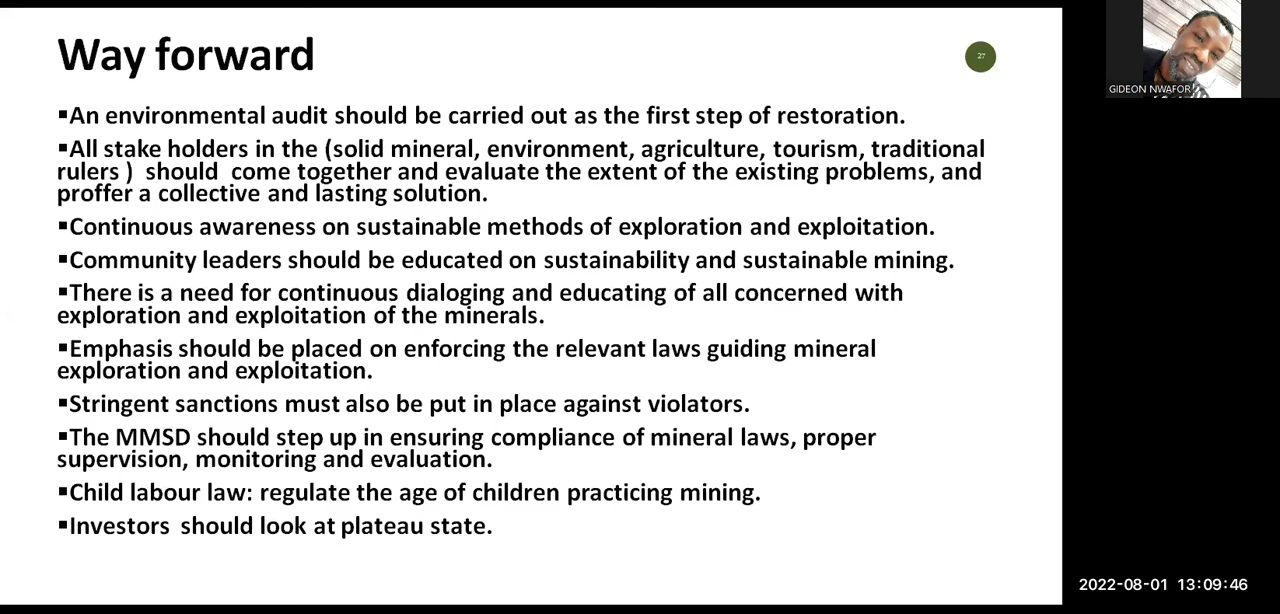 Way forward
27
▪An environmental audit should be carried out as the first step of restoration.
▪All stake holders in the (solid mineral, environment, agriculture, tourism, traditional
rulers ) should come together and evaluate the extent of the existing problems, and
proffer a collective and lasting solution.
▪Continuous awareness on sustainable methods of exploration and exploitation.
▪Community leaders should be educated on sustainability and sustainable mining.
▪There is a need for continuous dialoging and educating of all concerned with
exploration and exploitation of the minerals.
▪Emphasis should be placed on enforcing the relevant laws guiding mineral
exploration and exploitation.
▪Stringent sanctions must also be put in place against violators.
▪The MMSD should step up in ensuring compliance of mineral laws, proper
supervision, monitoring and evaluation.
▪Child labour law: regulate the age of children practicing mining.
▪Investors should look at plateau state.
GIDEON NWAFOR
2022-08-01 13:09:46